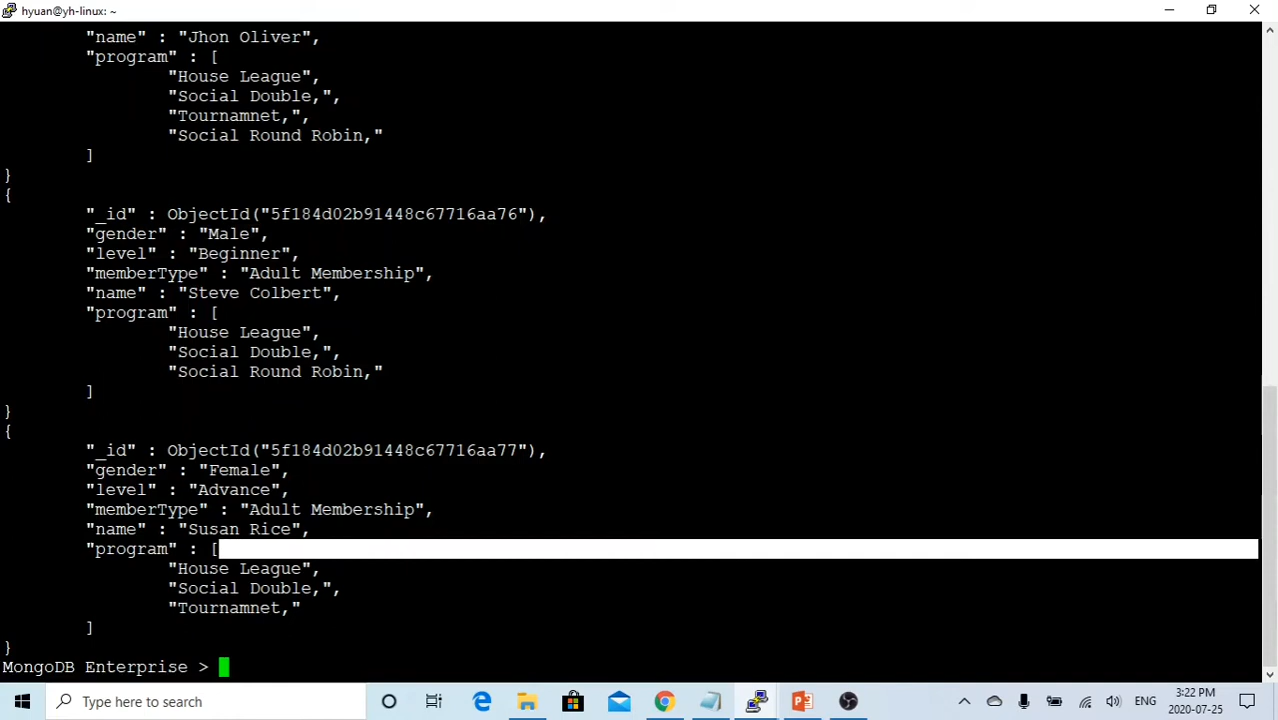 hyuan@yh-linux: ~
"name" : "Jhon Oliver",
"program" : [
"House League",
"Social Double,",
"Tournamnet,",
"Social Round Robin,"
]
}
{
"_id" : ObjectId("5f184d02b91448c67716aa76"),
"gender" : "Male",
"level" : "Beginner",
"memberType" : "Adult Membership",
"name" : "Steve Colbert",
"program" : [
"House League",
"Social Double,",
"Social Round Robin,"
]
}
{
"_id" : ObjectId("5f184d02b91448c67716aa77"),
"gender" : "Female",
"level" : "Advance",
"memberType" : "Adult Membership",
"name" : "Susan Rice",
"program" : [
"House League",
"Social Double,",
"Tournamnet,"
]
}
MongoDB Enterprise >
Type here to search
ENG
3:22 PM
2020-07-25